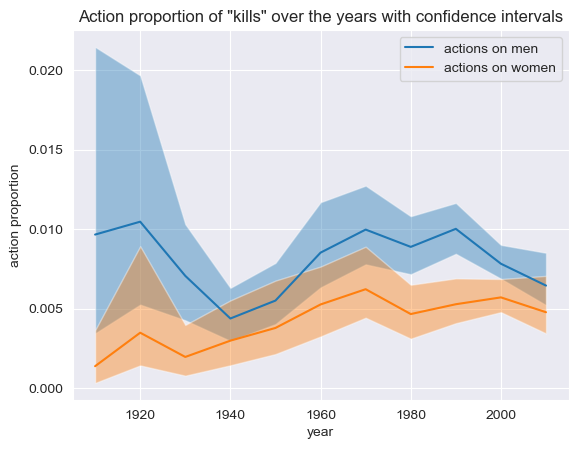 Action proportion of "kills" over the years with confidence intervals
actions on men
actions on women
0.020
0.015
0.010
0.005
0.000
action proportion
1920
1940
1960
1980
2000
year